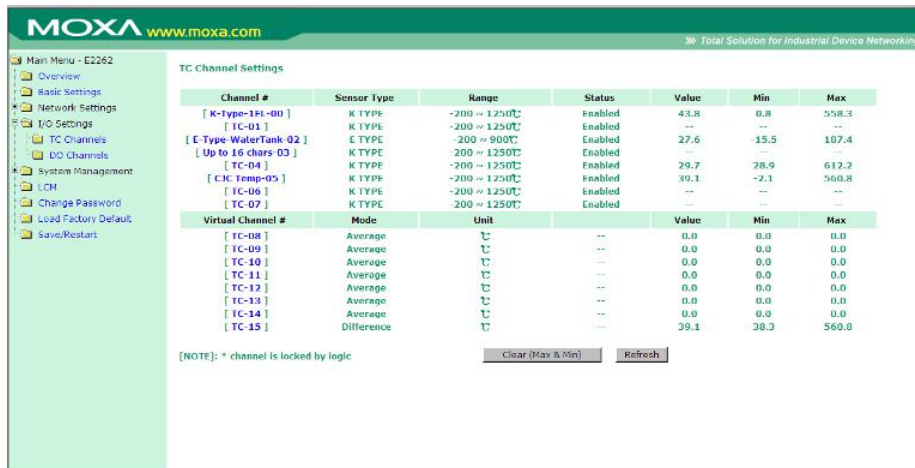 MOXA www.moxa.com
Total Solution for Industrial Device Networking
Main Menu - E2262
Overview
Basic Settings
Network Settings
I/O Settings
TC Channels
DO Channels
System Management
LCM
Change Password
Load Factory Default
Save/Restart
TC Channel Settings
Channel # Sensor Type Range Status Value Min Max
[ K-Type-1FL-00 ] K TYPE -200 ~ 1250℃ Enabled 43.8 0.8 558.3
[ TC-01 ] K TYPE -200 ~ 1250℃ Enabled -- -- --
[ E-Type-WaterTank-02 ] E TYPE -200 ~ 900℃ Enabled 27.6 -15.5 187.4
[ Up to 16 chars-03 ] K TYPE -200 ~ 1250℃ Enabled -- -- --
[ TC-04 ] K TYPE -200 ~ 1250℃ Enabled 29.7 28.9 612.2
[ CJC Temp-05 ] K TYPE -200 ~ 1250℃ Enabled 39.1 -2.1 560.8
[ TC-06 ] K TYPE -200 ~ 1250℃ Enabled -- -- --
[ TC-07 ] K TYPE -200 ~ 1250℃ Enabled -- -- --
Virtual Channel # Mode Unit Value Min Max
[ TC-08 ] Average ℃ -- 0.0 0.0 0.0
[ TC-09 ] Average ℃ -- 0.0 0.0 0.0
[ TC-10 ] Average ℃ -- 0.0 0.0 0.0
[ TC-11 ] Average ℃ -- 0.0 0.0 0.0
[ TC-12 ] Average ℃ -- 0.0 0.0 0.0
[ TC-13 ] Average ℃ -- 0.0 0.0 0.0
[ TC-14 ] Average ℃ -- 0.0 0.0 0.0
[ TC-15 ] Difference ℃ -- 39.1 38.3 560.8
[NOTE]: * channel is locked by logic
Clear (Max & Min) Refresh